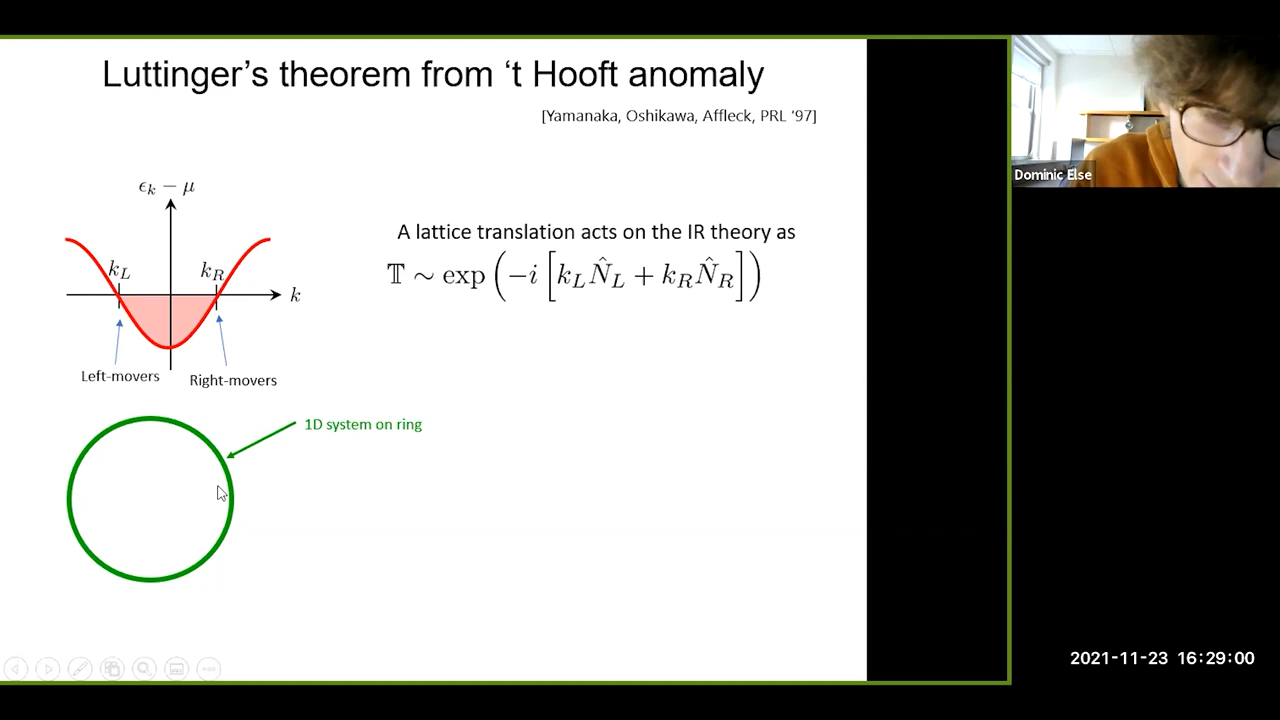 Luttinger’s theorem from ‘t Hooft anomaly
[Yamanaka, Oshikawa, Affleck, PRL ’97]
Dominic Else
ϵ_k − μ
A lattice translation acts on the IR theory as
𝕋 ∼ exp(−i[k_L N̂_L + k_R N̂_R])
k_L
k_R
k
Left-movers
Right-movers
1D system on ring
2021-11-23 16:29:00